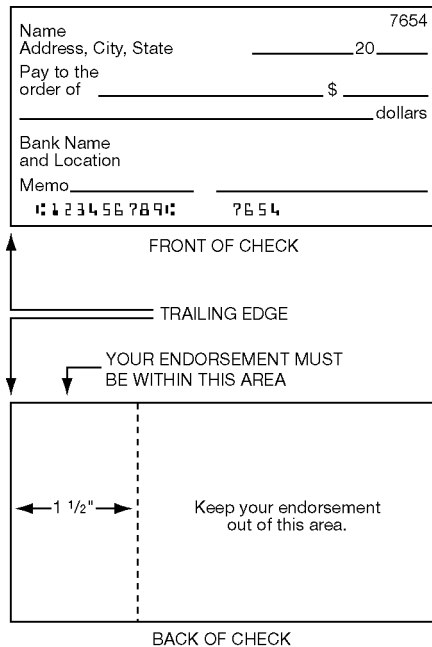 7654
Name
Address, City, State 20
Pay to the
order of $
dollars
Bank Name
and Location
Memo
⑆123456789⑆ 7654
FRONT OF CHECK
TRAILING EDGE
YOUR ENDORSEMENT MUST
BE WITHIN THIS AREA
1 1/2"
Keep your endorsement
out of this area.
BACK OF CHECK